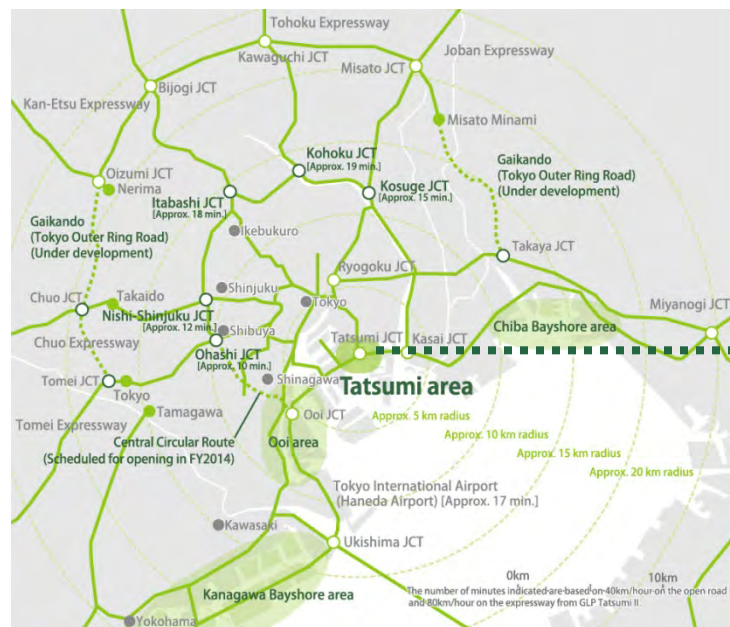 Tohoku Expressway
Kawaguchi JCT
Joban Expressway
Misato JCT
Bijogi JCT
Kan-Etsu Expressway
Misato Minami
Kohoku JCT
[Approx. 19 min.]
Oizumi JCT
Nerima
Itabashi JCT
[Approx. 18 min.]
Kosuge JCT
[Approx. 15 min.]
Gaikando
(Tokyo Outer Ring Road)
(Under development)
Gaikando
(Tokyo Outer Ring Road)
(Under development)
Ikebukuro
Takaya JCT
Ryogoku JCT
Shinjuku
Tokyo
Chuo JCT
Takaido
Nishi-Shinjuku JCT
[Approx. 12 min.]
Shibuya
Miyanogi JCT
Chiba Bayshore area
Tatsumi JCT
Kasai JCT
Chuo Expressway
Ohashi JCT
[Approx. 10 min.]
Tomei JCT
Tokyo
Shinagawa
Tatsumi area
Tamagawa
Tomei Expressway
Ooi JCT
Approx. 5 km radius
Approx. 10 km radius
Approx. 15 km radius
Approx. 20 km radius
Central Circular Route
(Scheduled for opening in FY2014)
Ooi area
Tokyo International Airport
(Haneda Airport) [Approx. 17 min.]
Kawasaki
Ukishima JCT
0km
10km
The number of minutes indicated are based on 40km/hour on the open road
and 80km/hour on the expressway from GLP Tatsumi II.
Kanagawa Bayshore area
Yokohama